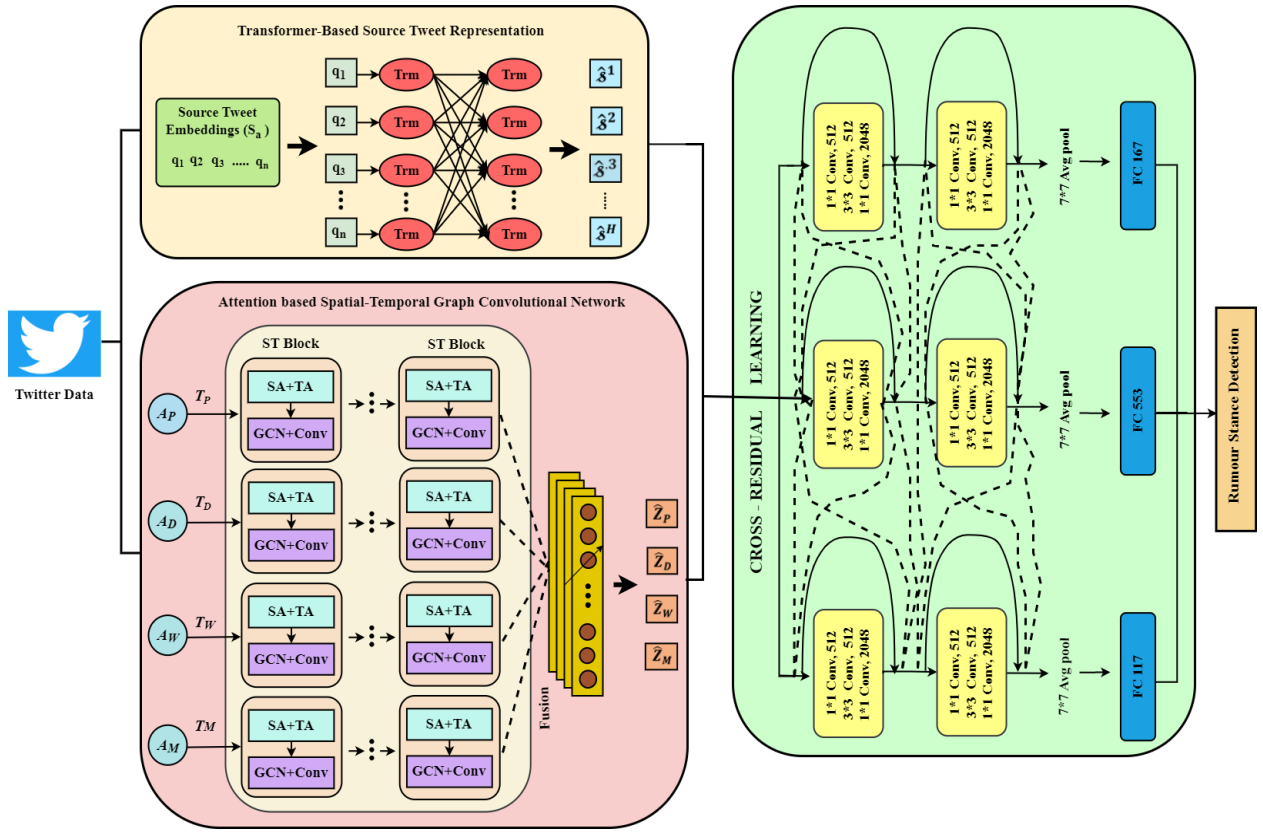 Transformer-Based Source Tweet Representation
Source Tweet
Embeddings (Sa )
q1 q2 q3 ..... qn
q1
Trm
Trm
ŝ1
q2
Trm
Trm
ŝ2
q3
Trm
Trm
ŝ3
qn
Trm
Trm
ŝH
Twitter Data
Attention based Spatial-Temporal Graph Convolutional Network
ST Block
ST Block
AP
TP
SA+TA
GCN+Conv
SA+TA
GCN+Conv
AD
TD
SA+TA
GCN+Conv
SA+TA
GCN+Conv
AW
TW
SA+TA
GCN+Conv
SA+TA
GCN+Conv
AM
TM
SA+TA
GCN+Conv
SA+TA
GCN+Conv
Fusion
ẐP
ẐD
ẐW
ẐM
CROSS - RESIDUAL LEARNING
1*1 Conv, 512
3*3 Conv, 512
1*1 Conv, 2048
1*1 Conv, 512
3*3 Conv, 512
1*1 Conv, 2048
7*7 Avg pool
FC 167
1*1 Conv, 512
3*3 Conv, 512
1*1 Conv, 2048
1*1 Conv, 512
3*3 Conv, 512
1*1 Conv, 2048
7*7 Avg pool
FC 553
1*1 Conv, 512
3*3 Conv, 512
1*1 Conv, 2048
1*1 Conv, 512
3*3 Conv, 512
1*1 Conv, 2048
7*7 Avg pool
FC 117
Rumour Stance Detection